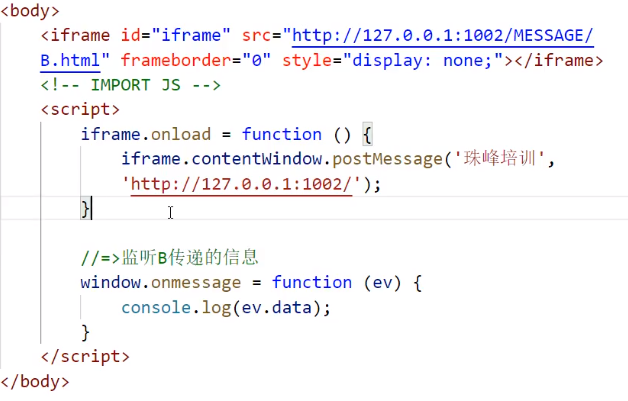 <body>
    <iframe id="iframe" src="http://127.0.0.1:1002/MESSAGE/
    B.html" frameborder="0" style="display: none;"></iframe>
    <!-- IMPORT JS -->
    <script>
        iframe.onload = function () {
            iframe.contentWindow.postMessage('珠峰培训',
            'http://127.0.0.1:1002/');
        }
        //=>监听B传递的信息
        window.onmessage = function (ev) {
            console.log(ev.data);
        }
    </script>
</body>